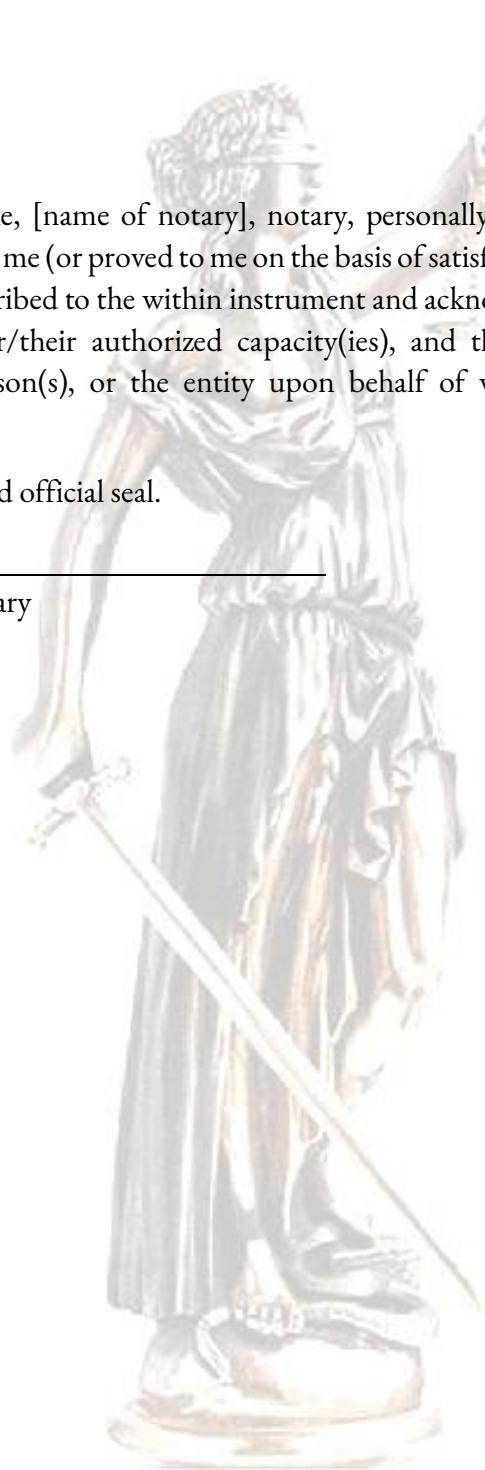 e, [name of notary], notary, personally
me (or proved to me on the basis of satisf
ribed to the within instrument and ackno
r/their authorized capacity(ies), and th
son(s), or the entity upon behalf of v
d official seal.
ary